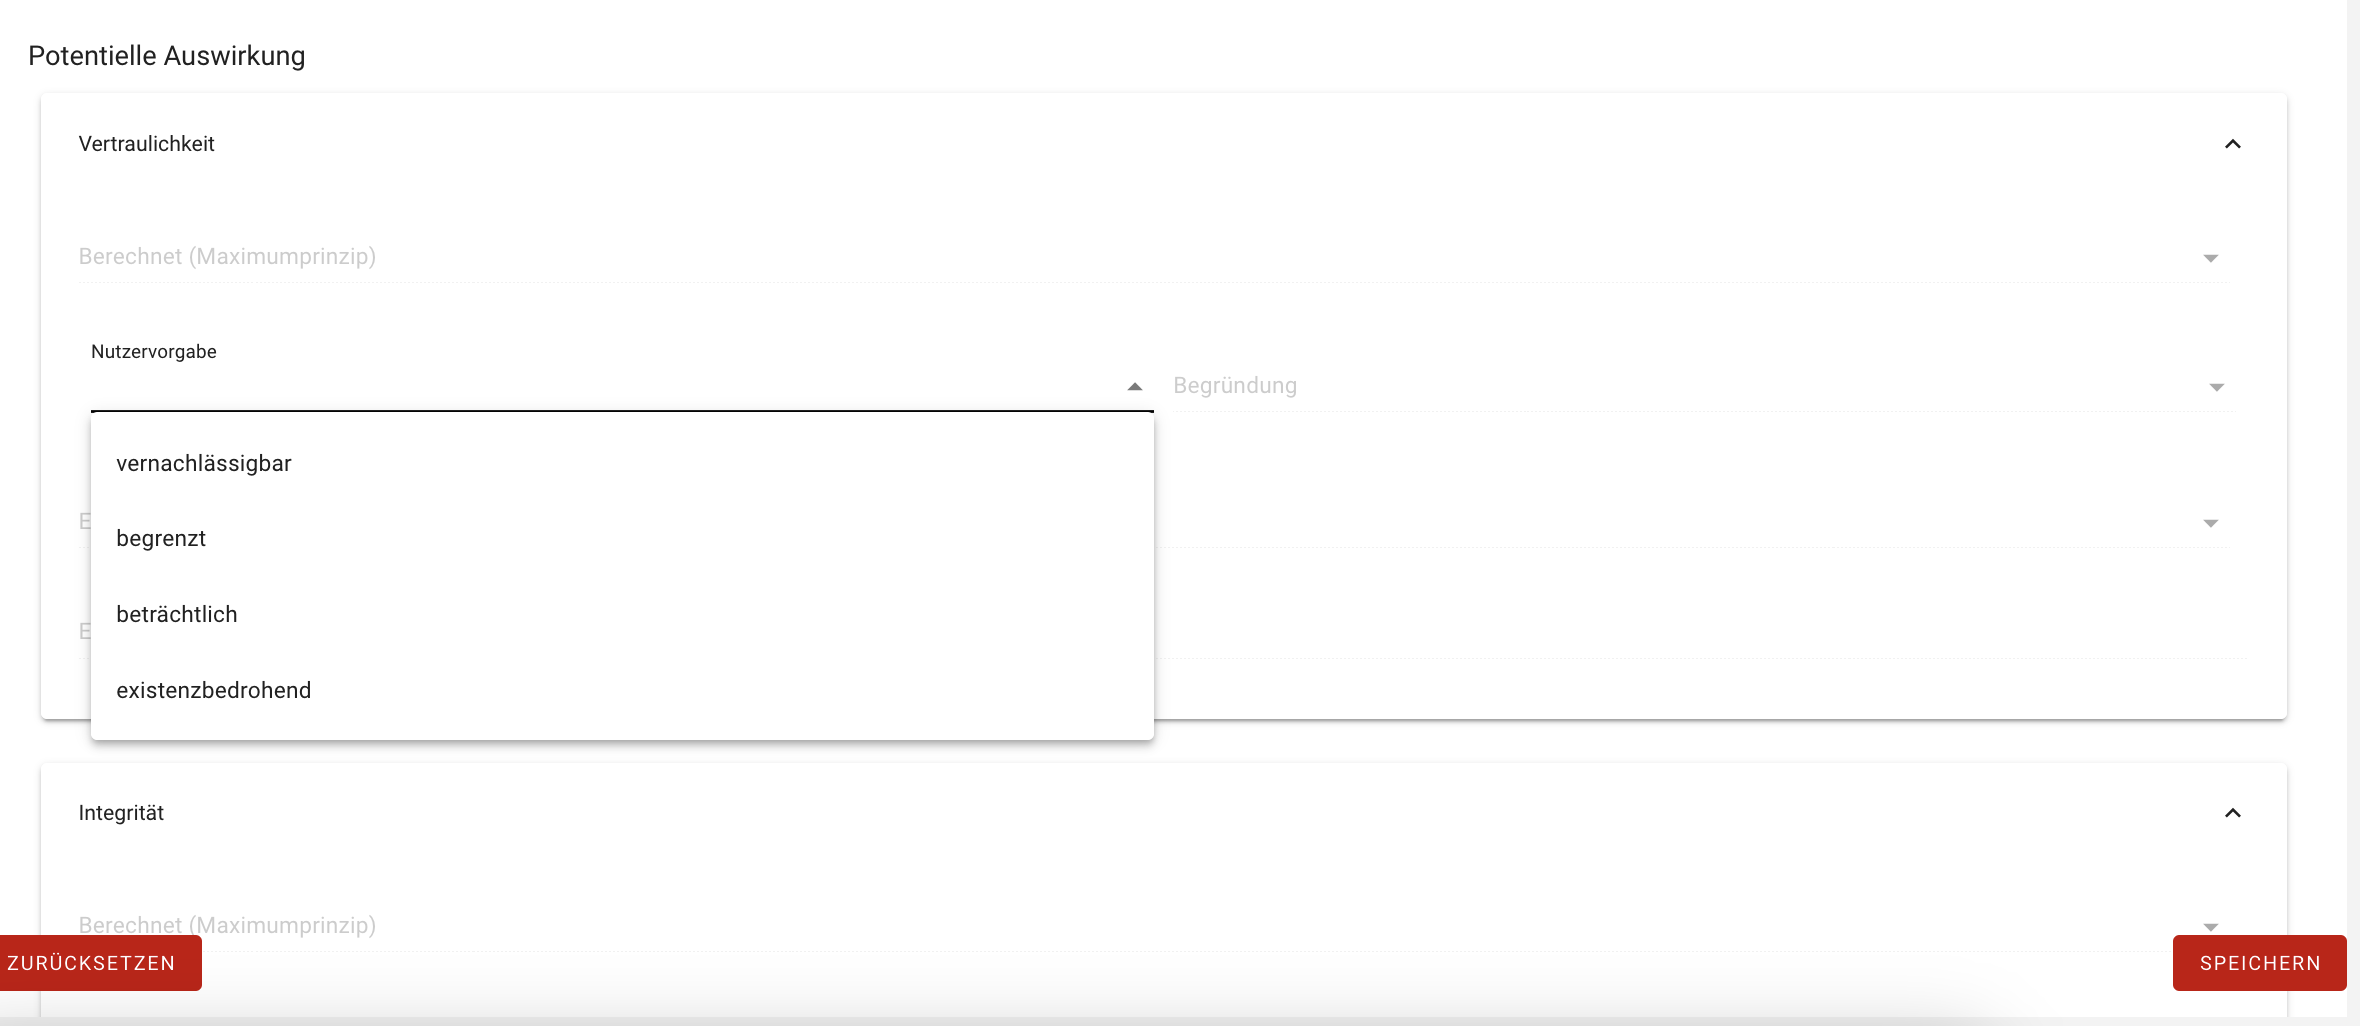 Potentielle Auswirkung
Vertraulichkeit
Berechnet (Maximumprinzip)
Nutzervorgabe
Begründung
vernachlässigbar
begrenzt
beträchtlich
existenzbedrohend
Integrität
Berechnet (Maximumprinzip)
ZURÜCKSETZEN
SPEICHERN